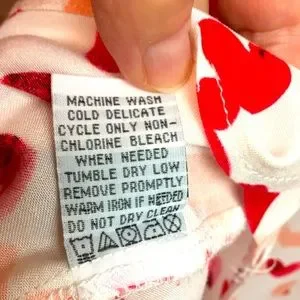 MACHINE WASH
COLD DELICATE
CYCLE ONLY NON-
CHLORINE BLEACH
WHEN NEEDED
TUMBLE DRY LOW
REMOVE PROMPTLY
WARM IRON IF NEEDED
DO NOT DRY CLEAN